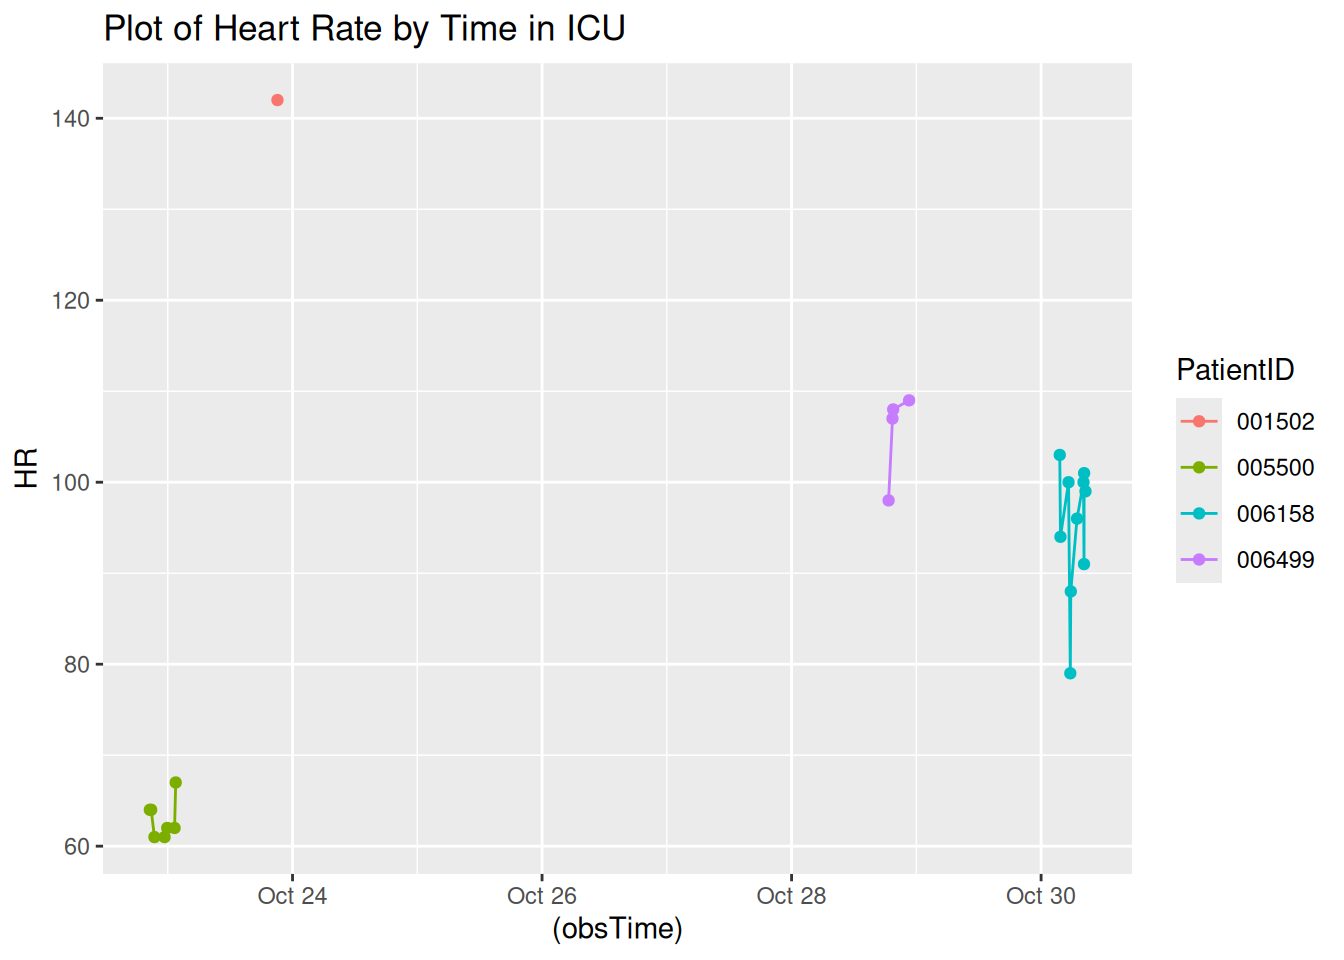 Plot of Heart Rate by Time in ICU
140
120
100
80
60
HR
Oct 24
Oct 26
Oct 28
Oct 30
(obsTime)
PatientID
001502
005500
006158
006499